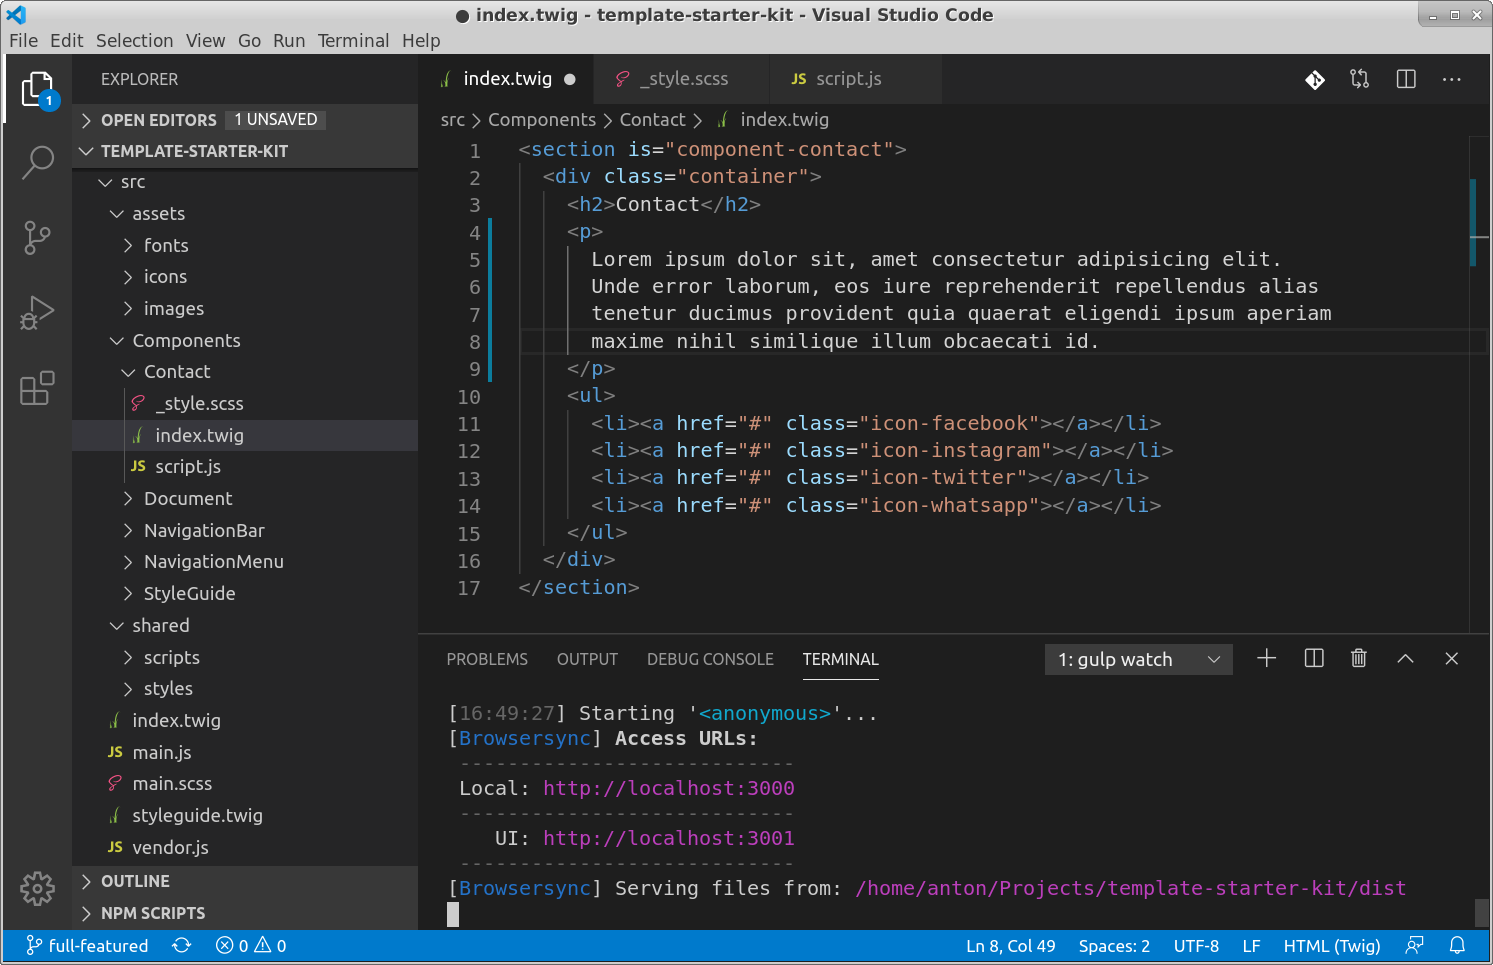 ● index.twig - template-starter-kit - Visual Studio Code
File Edit Selection View Go Run Terminal Help
1
EXPLORER
OPEN EDITORS 1 UNSAVED
TEMPLATE-STARTER-KIT
src
assets
fonts
icons
images
Components
Contact
_style.scss
index.twig
JS script.js
Document
NavigationBar
NavigationMenu
StyleGuide
shared
scripts
styles
index.twig
JS main.js
main.scss
styleguide.twig
JS vendor.js
OUTLINE
NPM SCRIPTS
index.twig ● _style.scss JS script.js
src > Components > Contact > index.twig
1 <section is="component-contact">
2 <div class="container">
3 <h2>Contact</h2>
4 <p>
5 Lorem ipsum dolor sit, amet consectetur adipisicing elit.
6 Unde error laborum, eos iure reprehenderit repellendus alias
7 tenetur ducimus provident quia quaerat eligendi ipsum aperiam
8 maxime nihil similique illum obcaecati id.
9 </p>
10 <ul>
11 <li><a href="#" class="icon-facebook"></a></li>
12 <li><a href="#" class="icon-instagram"></a></li>
13 <li><a href="#" class="icon-twitter"></a></li>
14 <li><a href="#" class="icon-whatsapp"></a></li>
15 </ul>
16 </div>
17 </section>
PROBLEMS OUTPUT DEBUG CONSOLE TERMINAL 1: gulp watch
[16:49:27] Starting '<anonymous>'...
[Browsersync] Access URLs:
----------------------------
Local: http://localhost:3000
----------------------------
UI: http://localhost:3001
----------------------------
[Browsersync] Serving files from: /home/anton/Projects/template-starter-kit/dist
full-featured 0 0 Ln 8, Col 49 Spaces: 2 UTF-8 LF HTML (Twig)